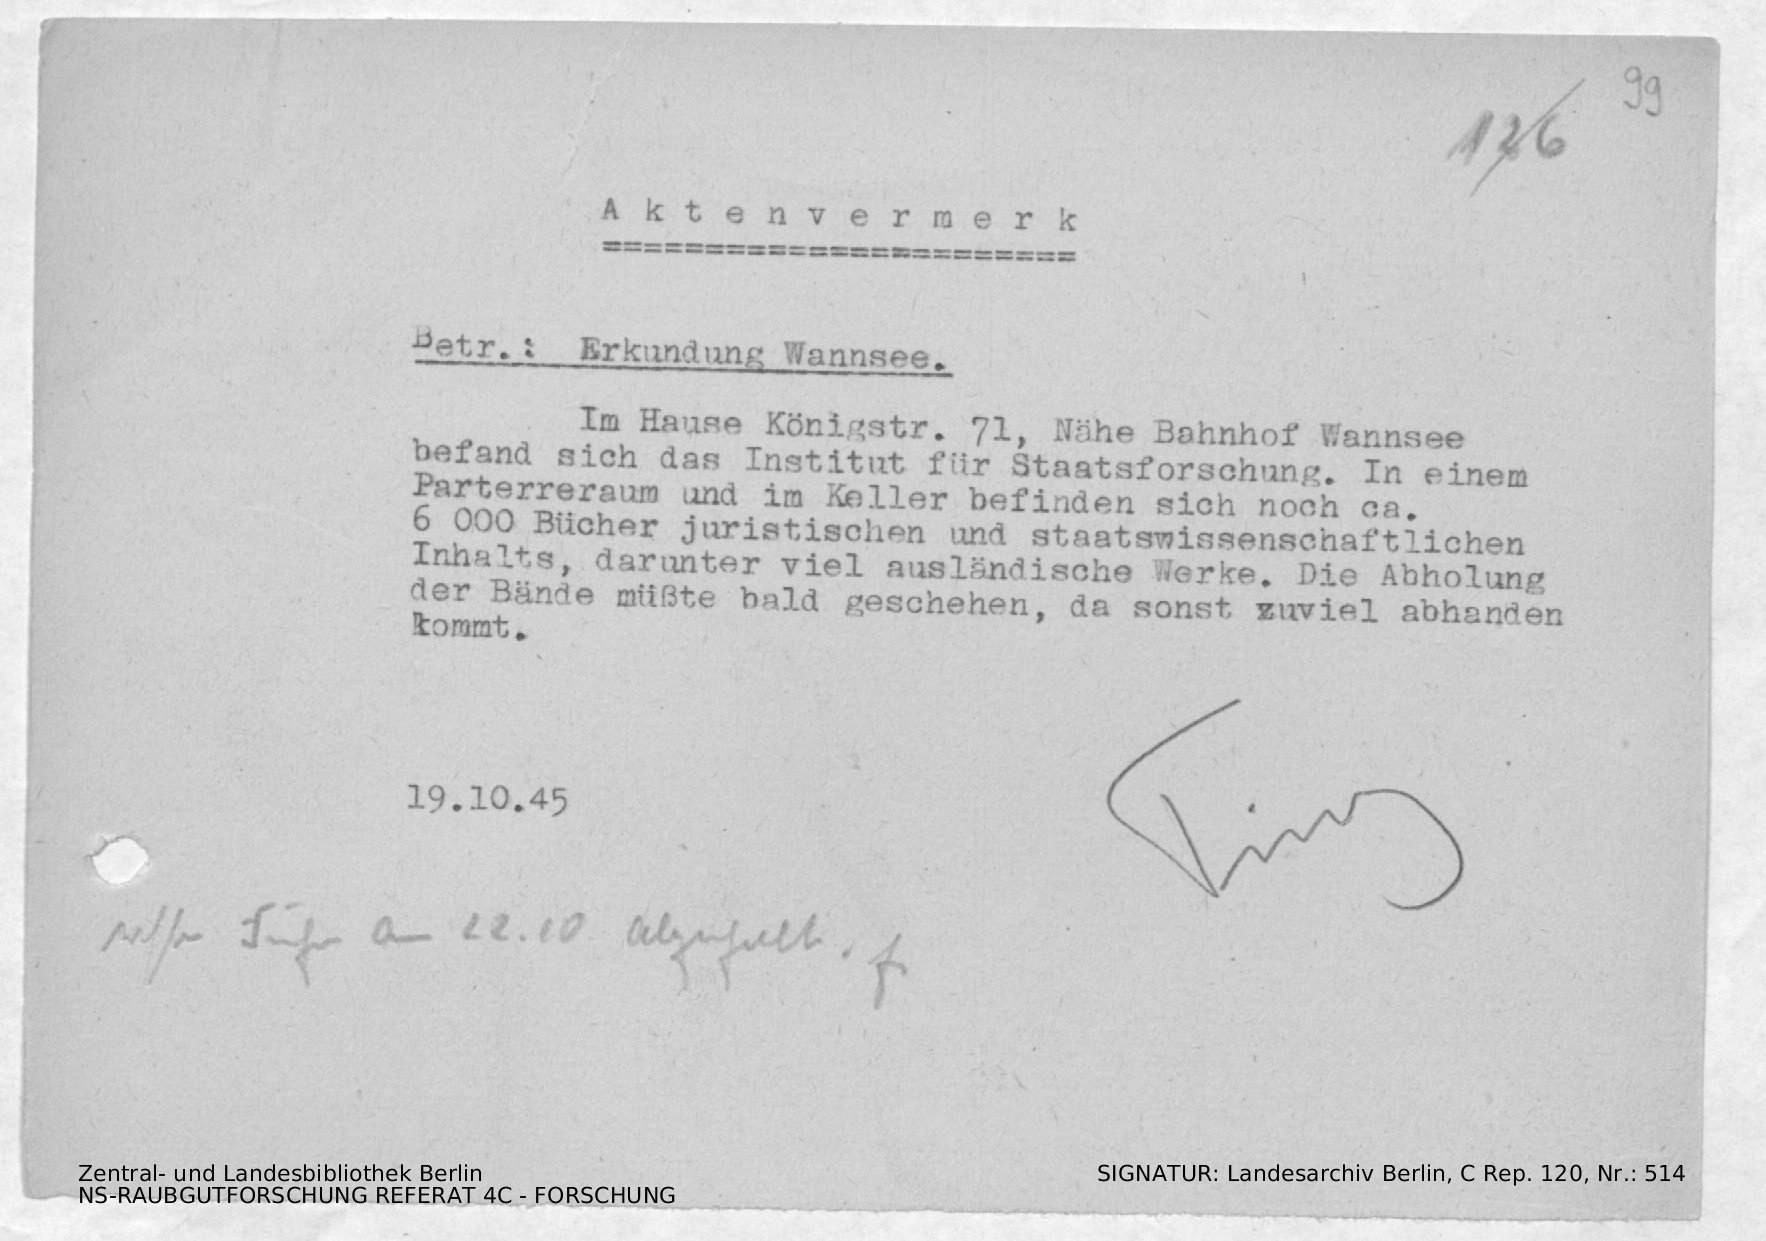 99
126
A k t e n v e r m e r k
=======================
Betr.: Erkundung Wannsee.
Im Hause Königstr. 71, Nähe Bahnhof Wannsee
befand sich das Institut für Staatsforschung. In einem
Parterreraum und im Keller befinden sich noch ca.
6 000 Bücher juristischen und staatswissenschaftlichen
Inhalts, darunter viel ausländische Werke. Die Abholung
der Bände müßte bald geschehen, da sonst zuviel abhanden
kommt.
19.10.45
am 22.10 abgeholt.
Zentral- und Landesbibliothek Berlin
NS-RAUBGUTFORSCHUNG REFERAT 4C - FORSCHUNG
SIGNATUR: Landesarchiv Berlin, C Rep. 120, Nr.: 514